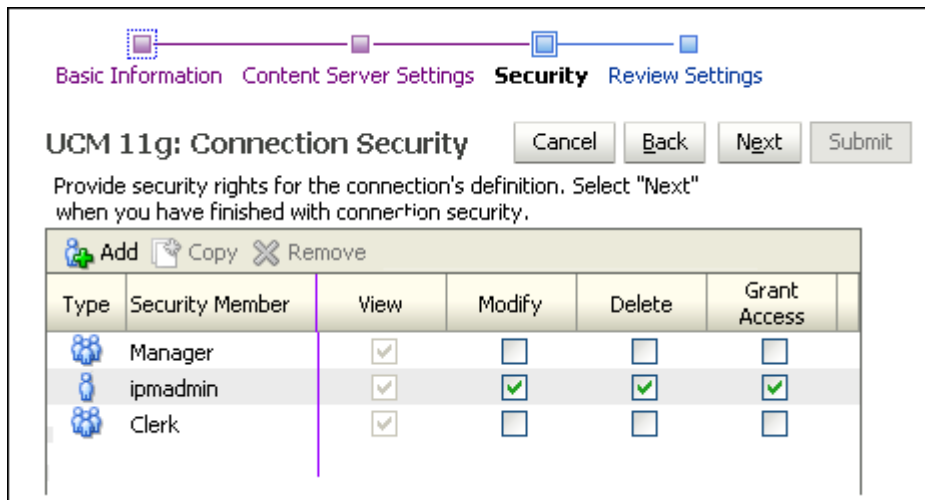 Basic Information Content Server Settings Security Review Settings
UCM 11g: Connection Security Cancel Back Next Submit
Provide security rights for the connection's definition. Select "Next"
when you have finished with connection security.
Add Copy Remove
Type Security Member View Modify Delete Grant Access
Manager
ipmadmin
Clerk